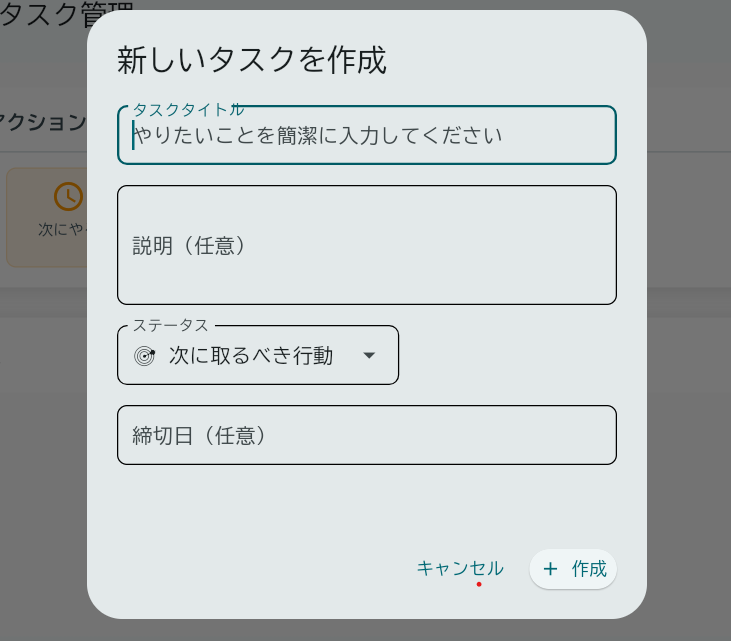 タスク管理
新しいタスクを作成
タスクタイトル
やりたいことを簡潔に入力してください
アクション
次にや
説明（任意）
ステータス
次に取るべき行動
締切日（任意）
キャンセル
+ 作成